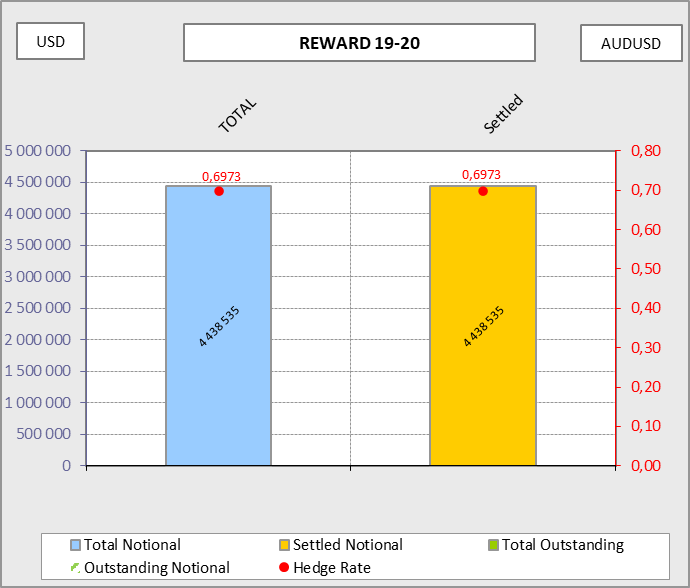 USD
REWARD 19-20
AUDUSD
TOTAL
Settled
5 000 000
4 500 000
4 000 000
3 500 000
3 000 000
2 500 000
2 000 000
1 500 000
1 000 000
500 000
0
0,6973
0,6973
4 438 535
4 438 535
0,80
0,70
0,60
0,50
0,40
0,30
0,20
0,10
0,00
Total Notional
Settled Notional
Total Outstanding
Outstanding Notional
Hedge Rate